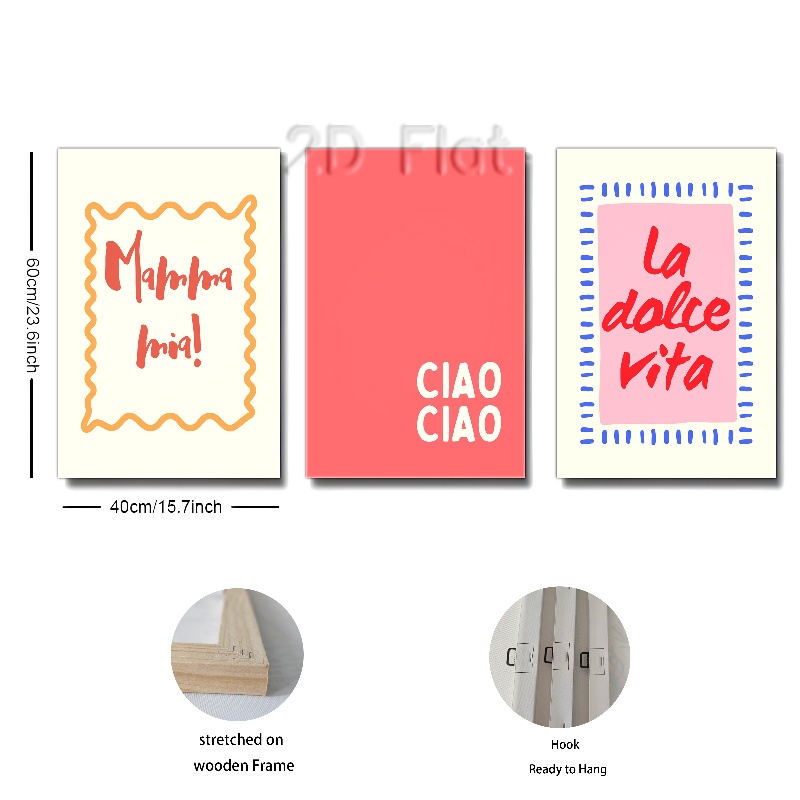 2D Flat
Mamma
mia!
CIAO
CIAO
La
dolce
vita
60cm/23.6inch
40cm/15.7inch
stretched on
wooden Frame
Hook
Ready to Hang